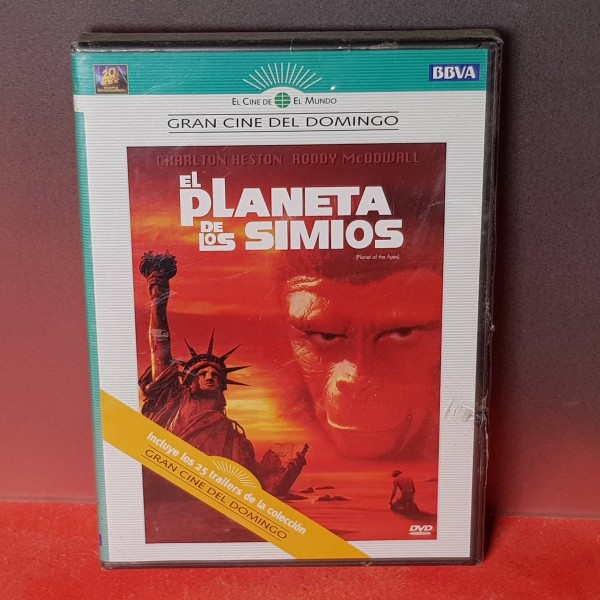 20
BBVA
EL CINE DE EL MUNDO
GRAN CINE DEL DOMINGO
CHARLTON HESTON RODDY McDOWALL
EL
PLANETA
DE
LOS SIMIOS
(Planet of the Apes)
Incluye los 25 trailers de la colección
GRAN CINE DEL DOMINGO
DVD